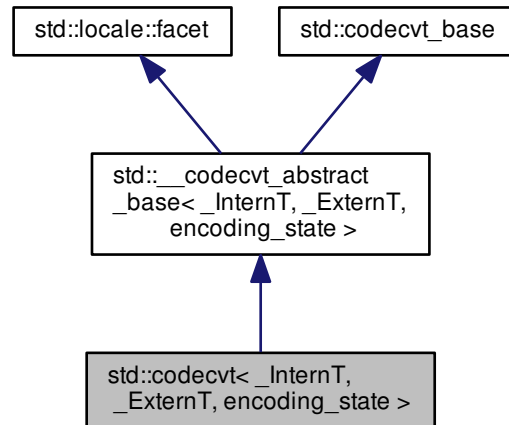 std::locale::facet
std::codecvt_base
std::__codecvt_abstract
_base< _InternT, _ExternT,
encoding_state >
std::codecvt< _InternT,
_ExternT, encoding_state >